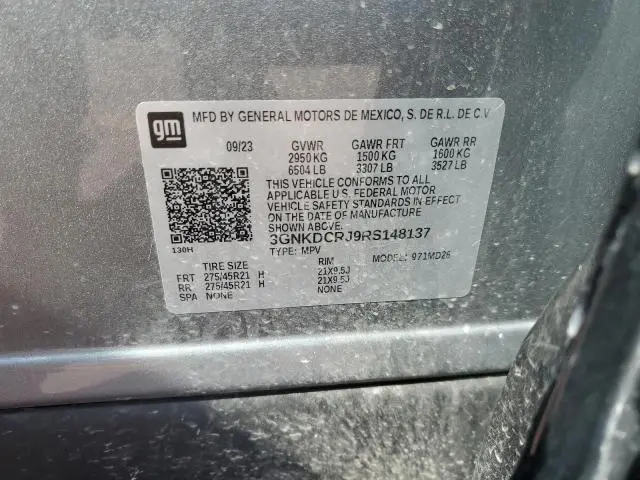 gm
MFD BY GENERAL MOTORS DE MEXICO, S. DE R.L. DE C.V.
09/23 GVWR GAWR FRT GAWR RR
2950 KG 1500 KG 1600 KG
6504 LB 3307 LB 3527 LB
THIS VEHICLE CONFORMS TO ALL
APPLICABLE U.S. FEDERAL MOTOR
VEHICLE SAFETY STANDARDS IN EFFECT
ON THE DATE OF MANUFACTURE
SHOWN ABOVE.
3GNKDCRJ9RS148137
130H
TYPE: MPV MODEL: 971MD26
TIRE SIZE RIM
FRT 275/45R21 H 21X9.5J
RR 275/45R21 H 21X9.5J
SPA NONE NONE